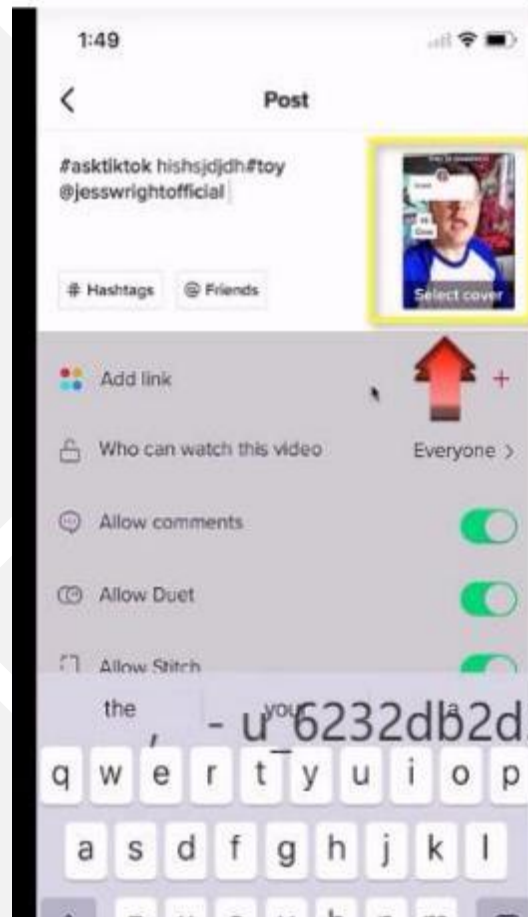 1:49
Post
#asktiktok hishsjdjdh#toy
@jesswrightofficial
# Hashtags @ Friends
Select cover
Add link +
Who can watch this video Everyone >
Allow comments
Allow Duet
Allow Stitch
the you a
, - u_6232db2d
q w e r t y u i o p
a s d f g h j k l